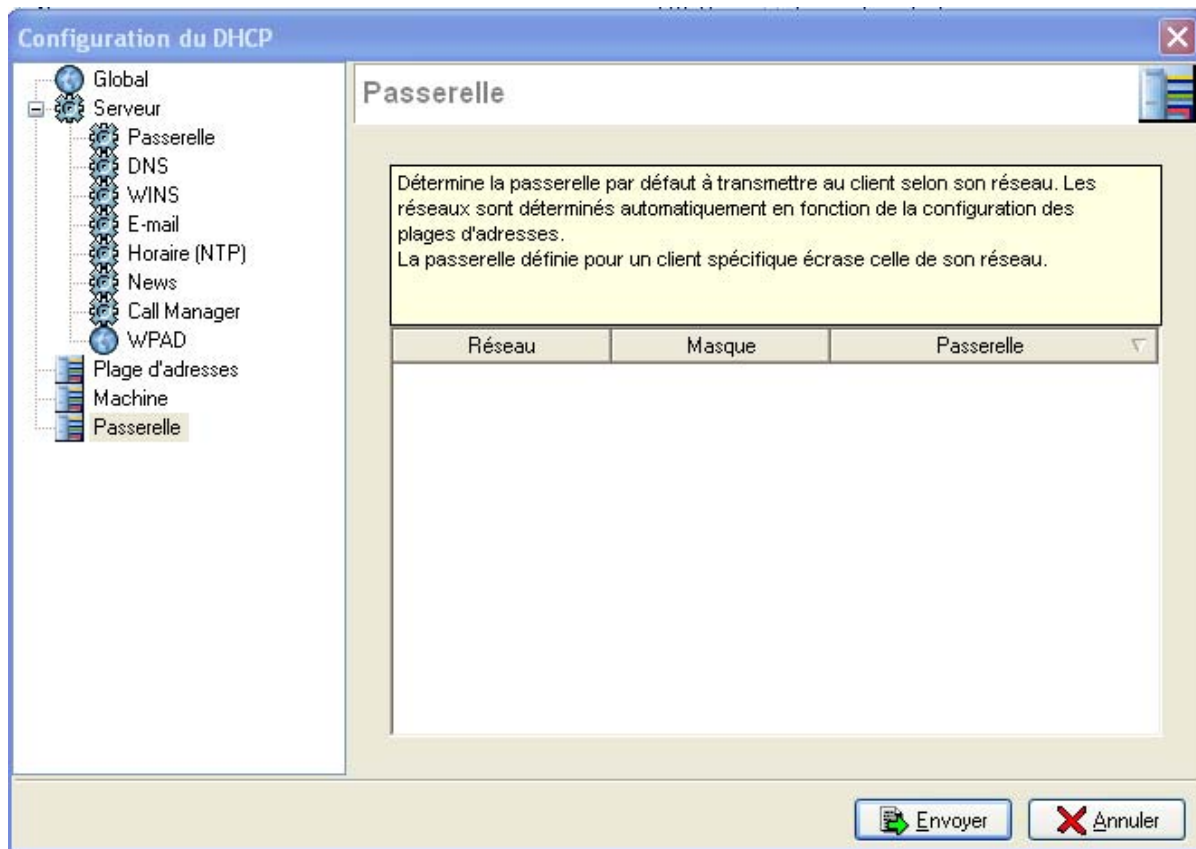 Configuration du DHCP
Global
Serveur
Passerelle
DNS
WINS
E-mail
Horaire (NTP)
News
Call Manager
WPAD
Plage d'adresses
Machine
Passerelle
Passerelle
Détermine la passerelle par défaut à transmettre au client selon son réseau. Les
réseaux sont déterminés automatiquement en fonction de la configuration des
plages d'adresses.
La passerelle définie pour un client spécifique écrase celle de son réseau.
Réseau Masque Passerelle
Envoyer Annuler